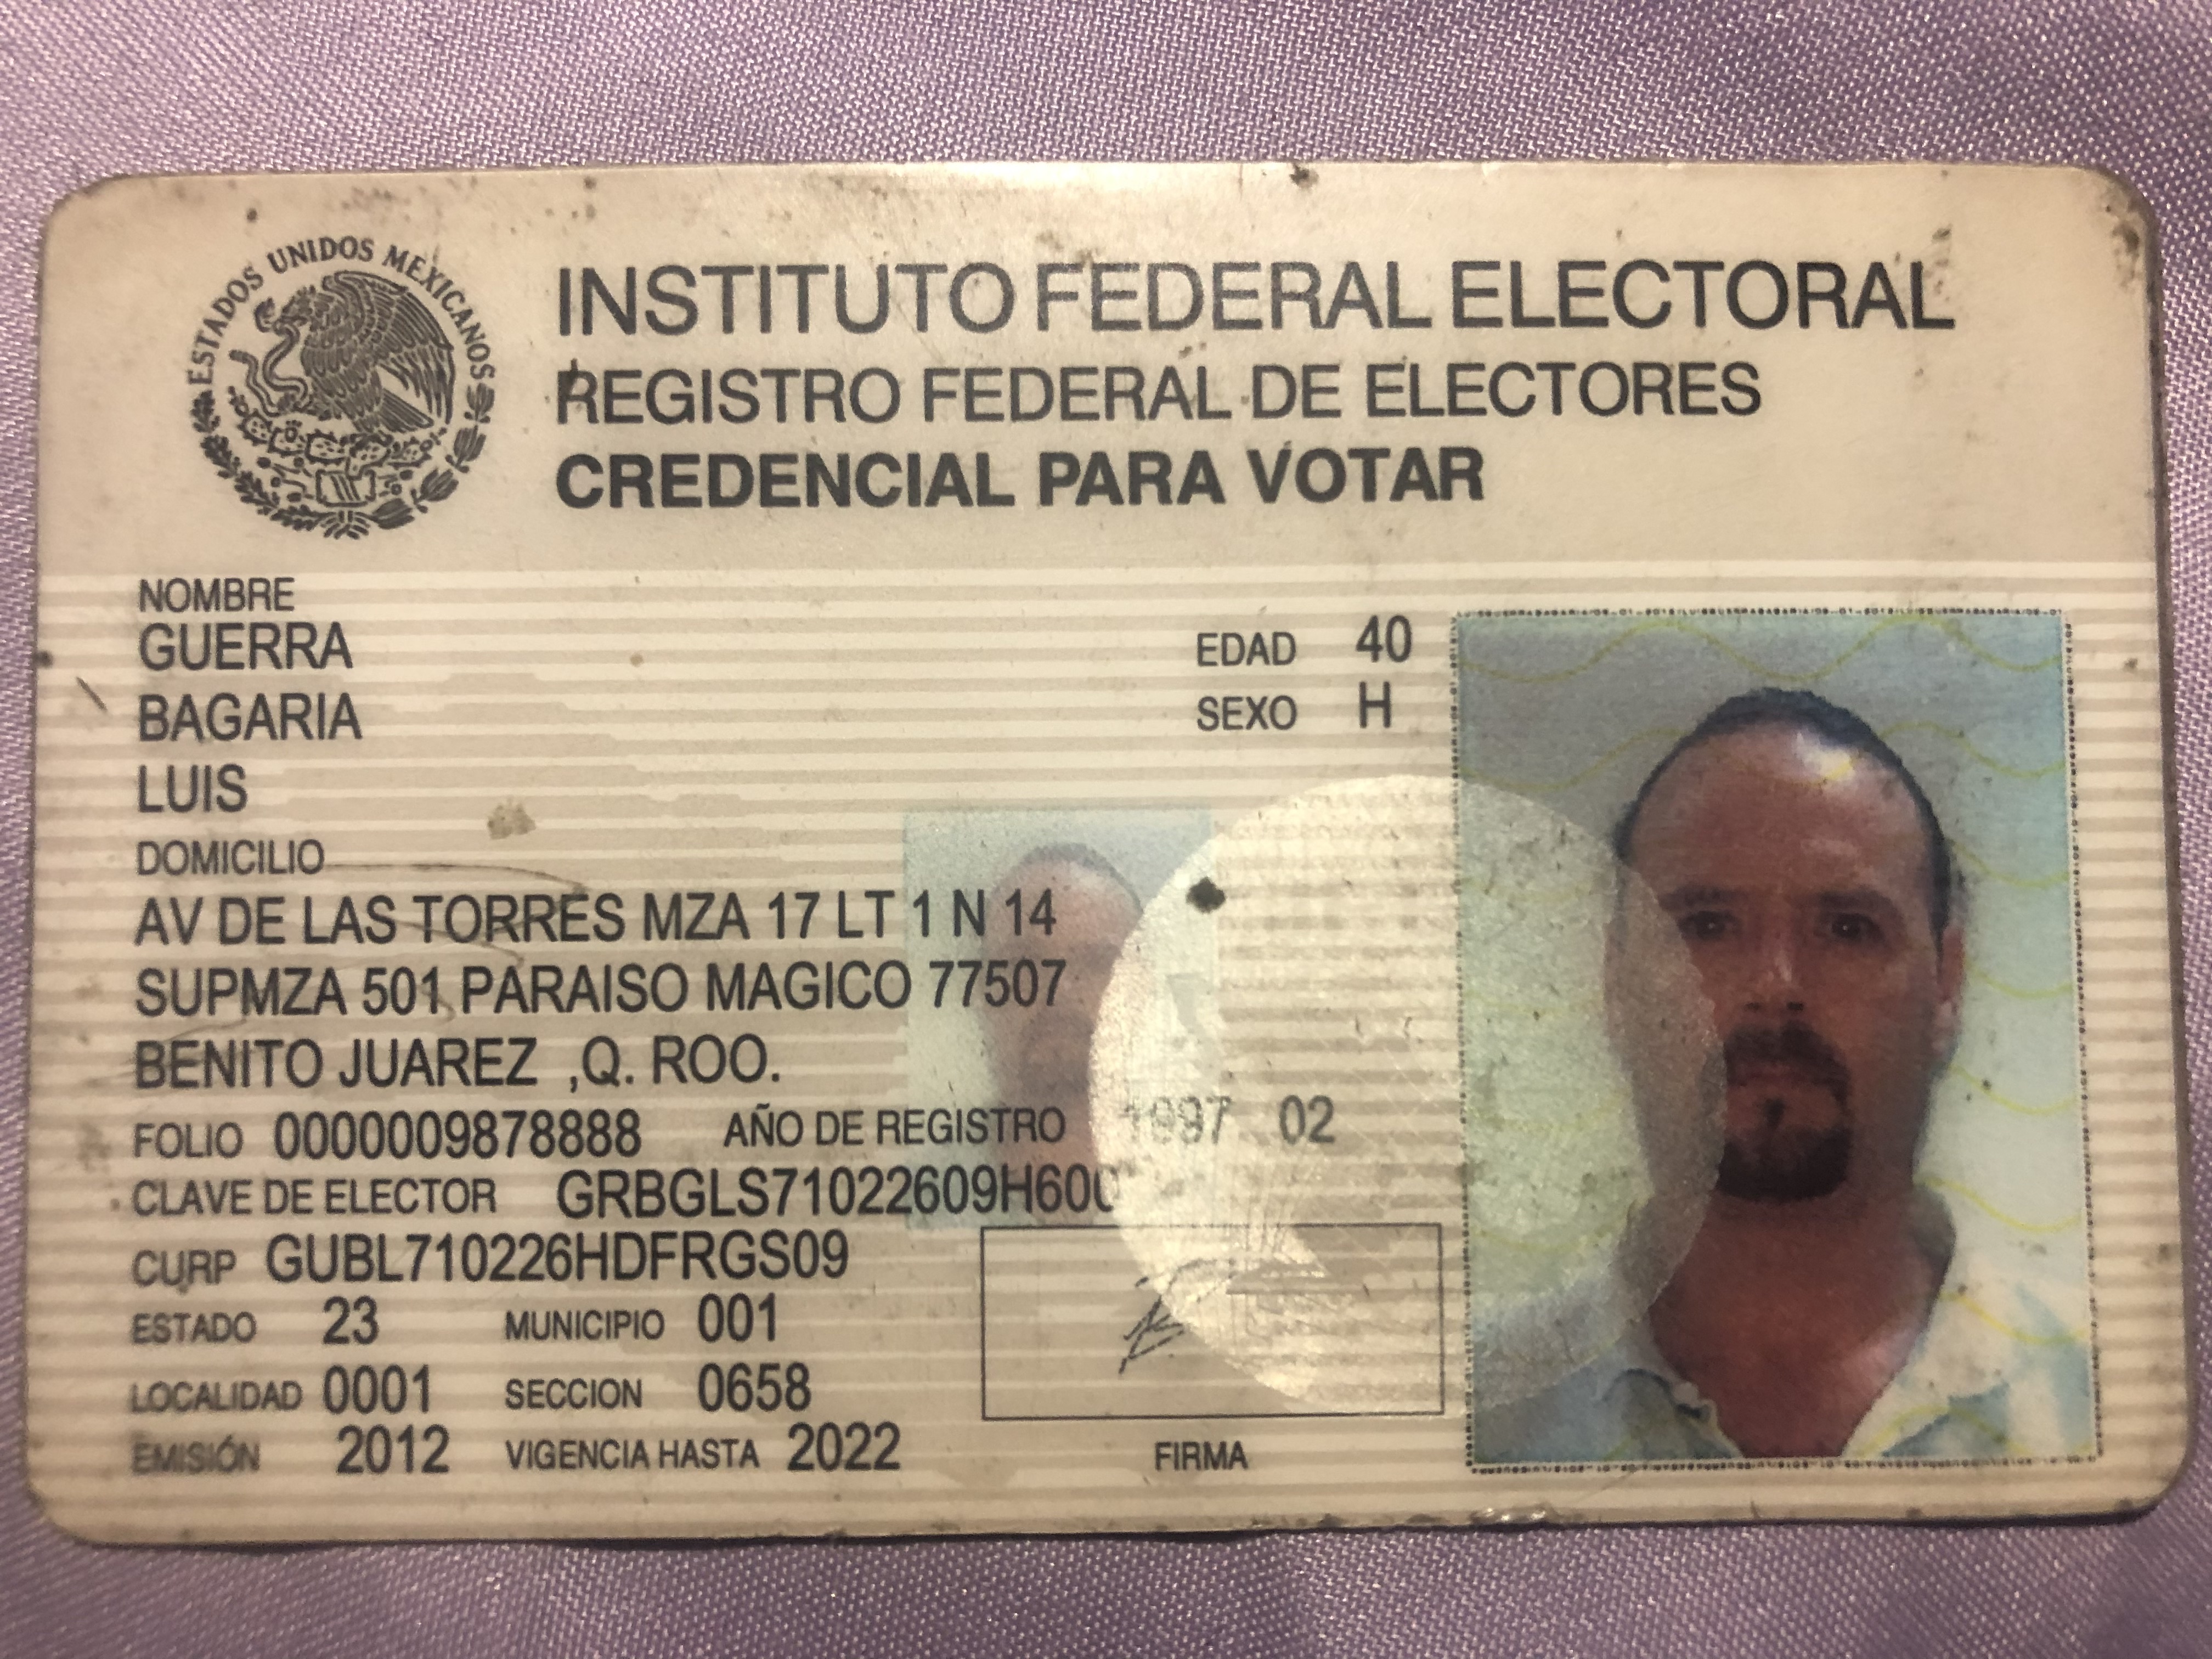 ESTADOS UNIDOS MEXICANOS
INSTITUTO FEDERAL ELECTORAL
REGISTRO FEDERAL DE ELECTORES
CREDENCIAL PARA VOTAR
NOMBRE
GUERRA
BAGARIA
LUIS
EDAD 40
SEXO H
DOMICILIO
AV DE LAS TORRES MZA 17 LT 1 N 14
SUPMZA 501 PARAISO MAGICO 77507
BENITO JUAREZ ,Q. ROO.
FOLIO 0000009878888 AÑO DE REGISTRO 1997 02
CLAVE DE ELECTOR GRBGLS71022609H600
CURP GUBL710226HDFRGS09
ESTADO 23 MUNICIPIO 001
LOCALIDAD 0001 SECCION 0658
EMISIÓN 2012 VIGENCIA HASTA 2022
FIRMA